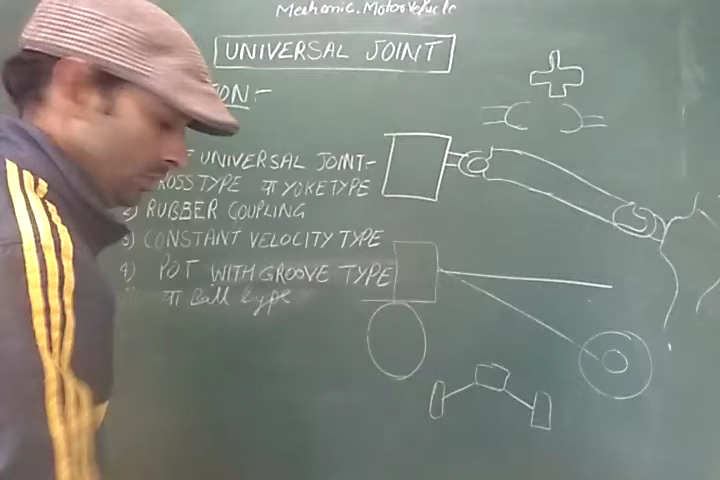 Mechanic. Motor Vehicle
UNIVERSAL JOINT
ON:-
UNIVERSAL JOINT:-
ROSS TYPE या YOKE TYPE
2) RUBBER COUPLING
3) CONSTANT VELOCITY TYPE
4) POT WITH GROOVE TYPE
या Ball type